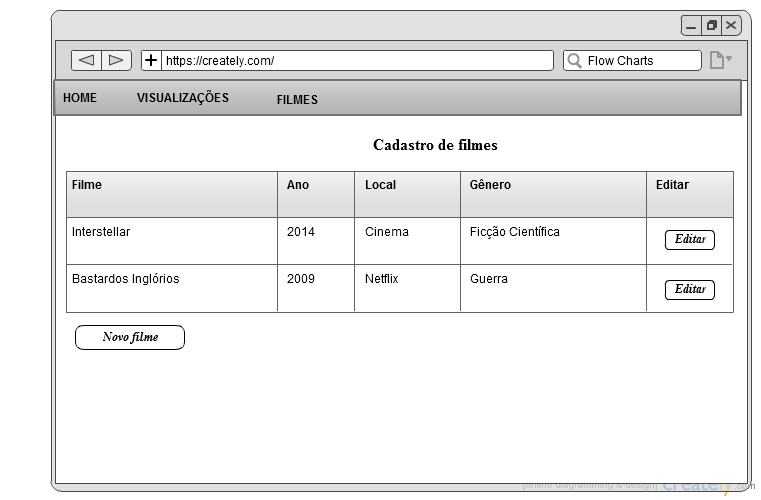 https://creately.com/ Flow Charts
HOME VISUALIZAÇÕES FILMES
Cadastro de filmes
Filme Ano Local Gênero Editar
Interstellar 2014 Cinema Ficção Científica Editar
Bastardos Inglórios 2009 Netflix Guerra Editar
Novo filme
[online diagramming & design] creately.com